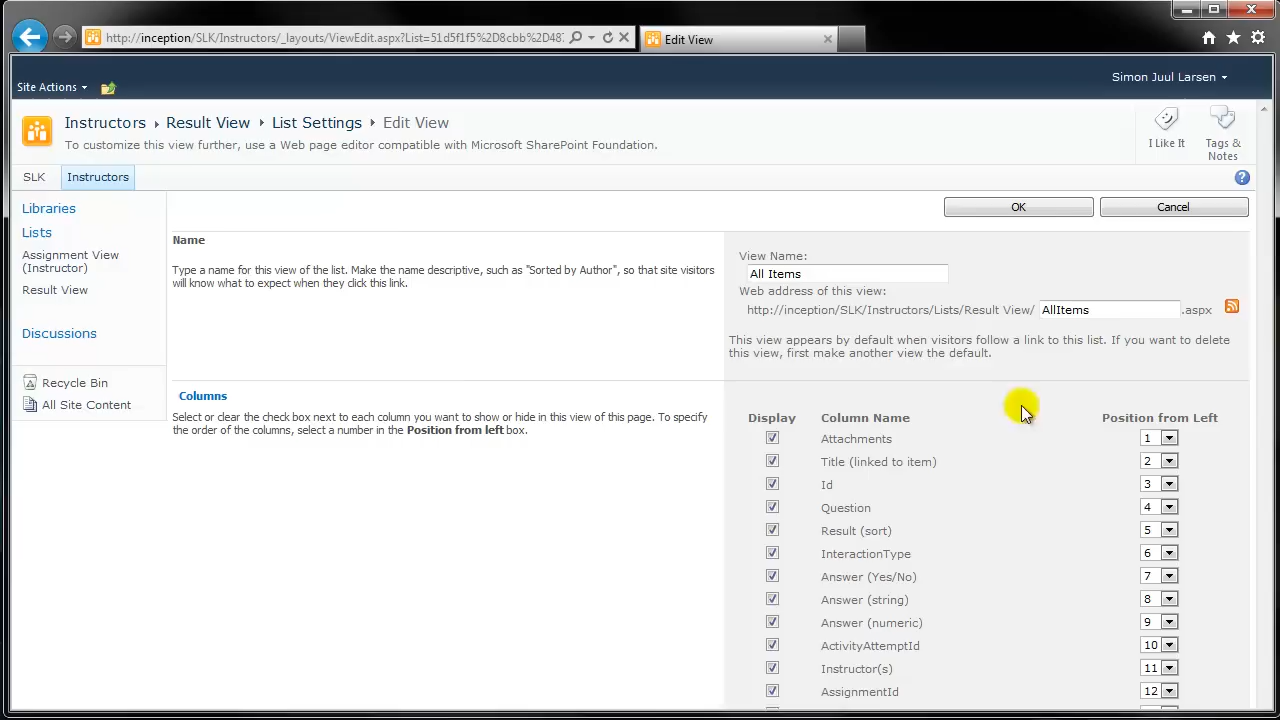 http://inception/SLK/Instructors/_layouts/ViewEdit.aspx?List=51d5f1f5%2D8cbb%2D48
Edit View
Site Actions
Simon Juul Larsen
Instructors Result View List Settings Edit View
To customize this view further, use a Web page editor compatible with Microsoft SharePoint Foundation.
I Like It
Tags & Notes
SLK Instructors
Libraries
Lists
Assignment View
(Instructor)
Result View
Discussions
Recycle Bin
All Site Content
OK Cancel
Name
Type a name for this view of the list. Make the name descriptive, such as "Sorted by Author", so that site visitors
will know what to expect when they click this link.
View Name:
All Items
Web address of this view:
http://inception/SLK/Instructors/Lists/Result View/ AllItems .aspx
This view appears by default when visitors follow a link to this list. If you want to delete
this view, first make another view the default.
Columns
Select or clear the check box next to each column you want to show or hide in this view of this page. To specify
the order of the columns, select a number in the Position from left box.
Display Column Name Position from Left
Attachments 1
Title (linked to item) 2
Id 3
Question 4
Result (sort) 5
InteractionType 6
Answer (Yes/No) 7
Answer (string) 8
Answer (numeric) 9
ActivityAttemptId 10
Instructor(s) 11
AssignmentId 12